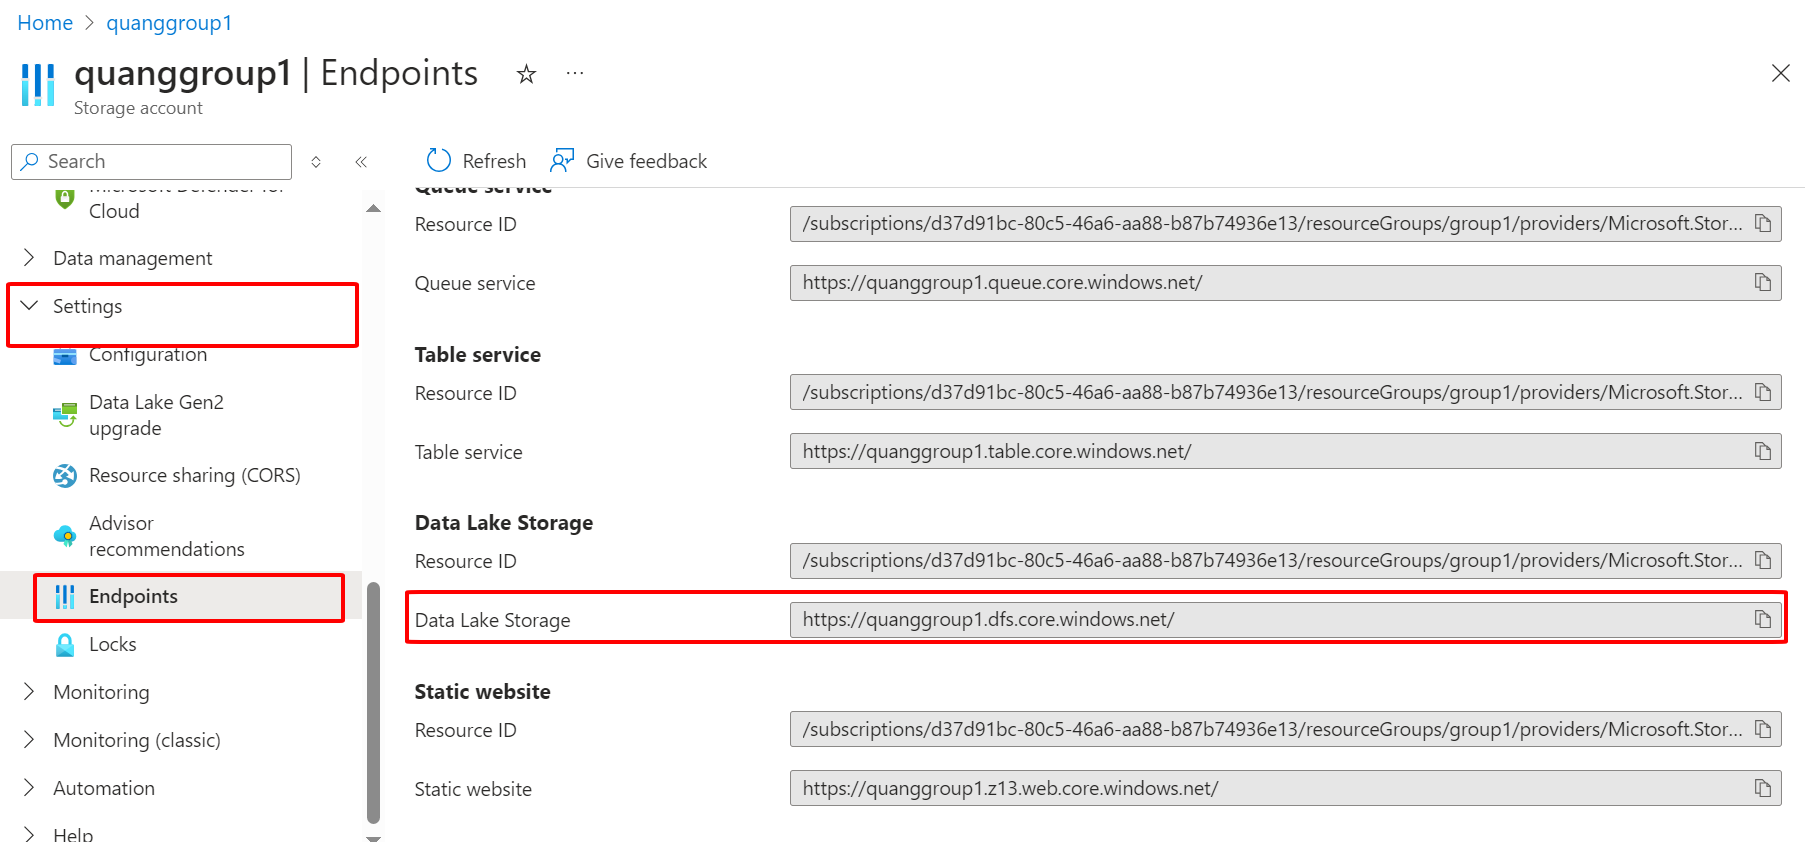 Home > quanggroup1
quanggroup1 | Endpoints
Storage account
Search
Refresh
Give feedback
Microsoft Defender for
Cloud
Data management
Settings
Configuration
Data Lake Gen2
upgrade
Resource sharing (CORS)
Advisor
recommendations
Endpoints
Locks
Monitoring
Monitoring (classic)
Automation
Help
Queue service
Resource ID
/subscriptions/d37d91bc-80c5-46a6-aa88-b87b74936e13/resourceGroups/group1/providers/Microsoft.Stor...
Queue service
https://quanggroup1.queue.core.windows.net/
Table service
Resource ID
/subscriptions/d37d91bc-80c5-46a6-aa88-b87b74936e13/resourceGroups/group1/providers/Microsoft.Stor...
Table service
https://quanggroup1.table.core.windows.net/
Data Lake Storage
Resource ID
/subscriptions/d37d91bc-80c5-46a6-aa88-b87b74936e13/resourceGroups/group1/providers/Microsoft.Stor...
Data Lake Storage
https://quanggroup1.dfs.core.windows.net/
Static website
Resource ID
/subscriptions/d37d91bc-80c5-46a6-aa88-b87b74936e13/resourceGroups/group1/providers/Microsoft.Stor...
Static website
https://quanggroup1.z13.web.core.windows.net/